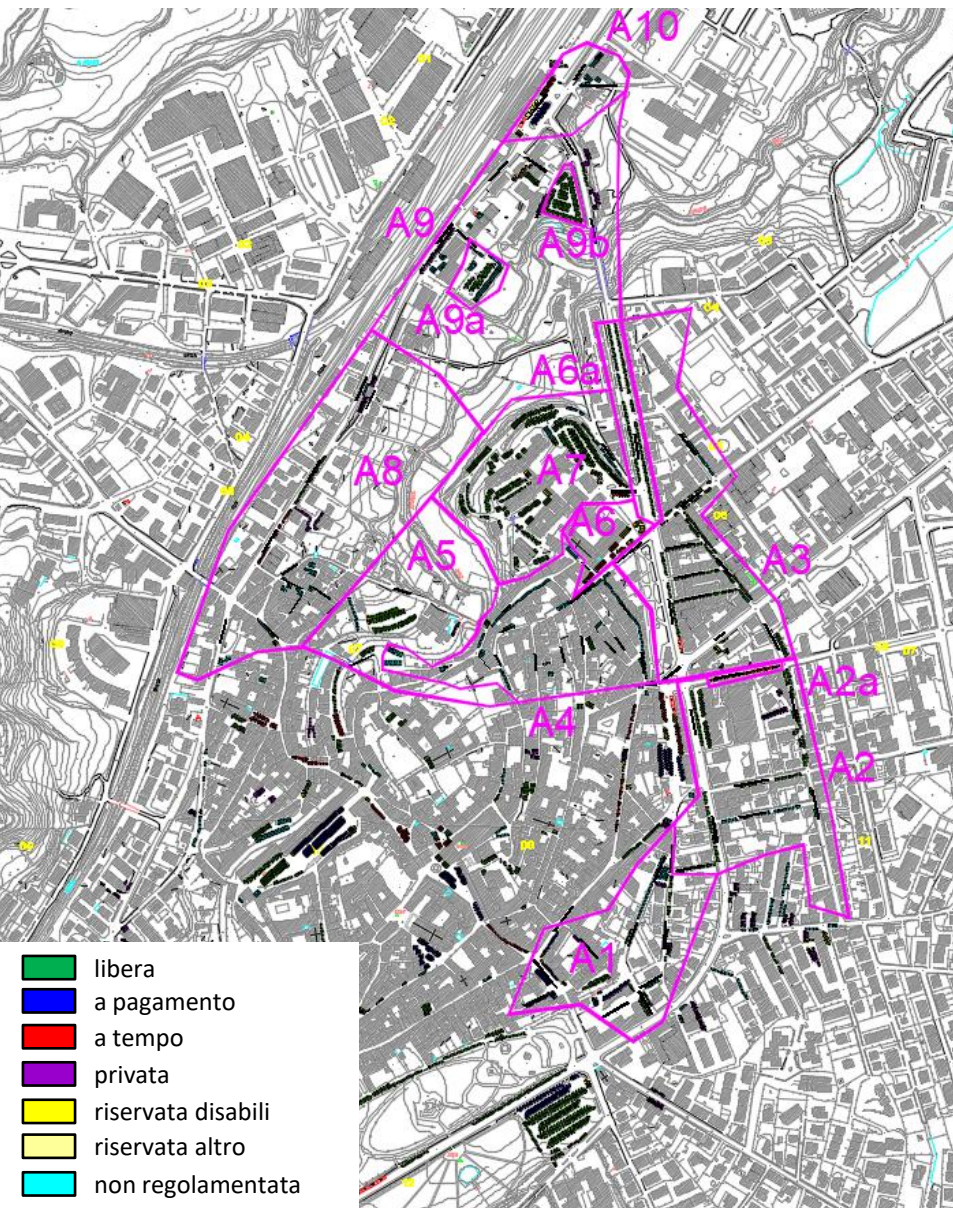 A10
A9
A9b
A9a
A6a
A8
A7
A6
A5
A3
A2a
A4
A2
A1
libera
a pagamento
a tempo
privata
riservata disabili
riservata altro
non regolamentata